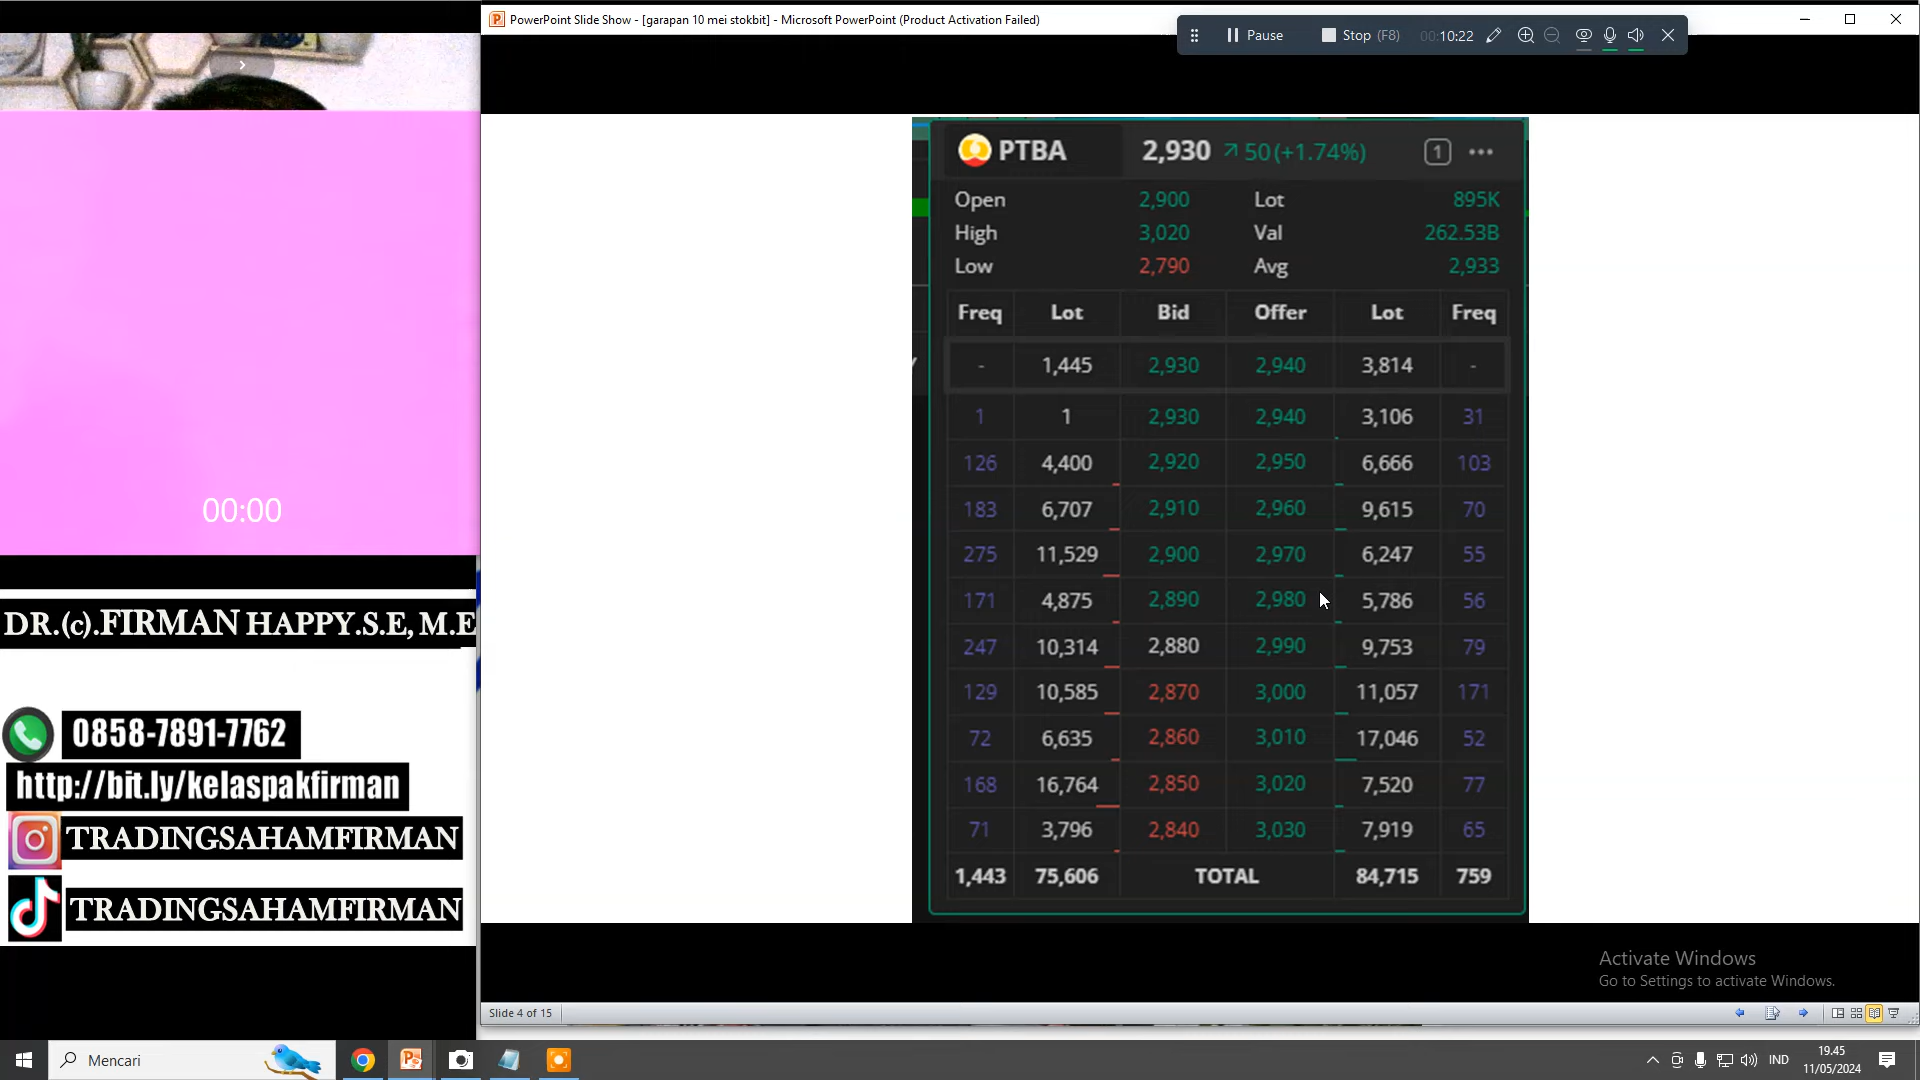 PowerPoint Slide Show - [garapan 10 mei stokbit] - Microsoft PowerPoint (Product Activation Failed)
Pause
Stop (F8)
00:10:22
00:00
DR.(c).FIRMAN HAPPY.S.E, M.E
0858-7891-7762
http://bit.ly/kelaspakfirman
TRADINGSAHAMFIRMAN
TRADINGSAHAMFIRMAN
PTBA 2,930 50 (+1.74%) 1
Open 2,900 Lot 895K
High 3,020 Val 262.53B
Low 2,790 Avg 2,933
Freq Lot Bid Offer Lot Freq
- 1,445 2,930 2,940 3,814 -
1 1 2,930 2,940 3,106 31
126 4,400 2,920 2,950 6,666 103
183 6,707 2,910 2,960 9,615 70
275 11,529 2,900 2,970 6,247 55
171 4,875 2,890 2,980 5,786 56
247 10,314 2,880 2,990 9,753 79
129 10,585 2,870 3,000 11,057 171
72 6,635 2,860 3,010 17,046 52
168 16,764 2,850 3,020 7,520 77
71 3,796 2,840 3,030 7,919 65
1,443 75,606 TOTAL 84,715 759
Activate Windows
Go to Settings to activate Windows.
Slide 4 of 15
Mencari
IND
19.45
11/05/2024